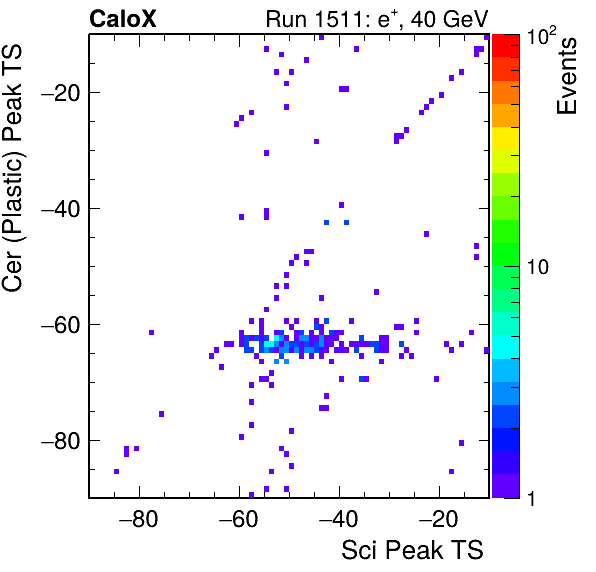 CaloX
Run 1511: e+, 40 GeV
Cer (Plastic) Peak TS
−20
−40
−60
−80
−80
−60
−40
−20
Sci Peak TS
10²
10
1
Events